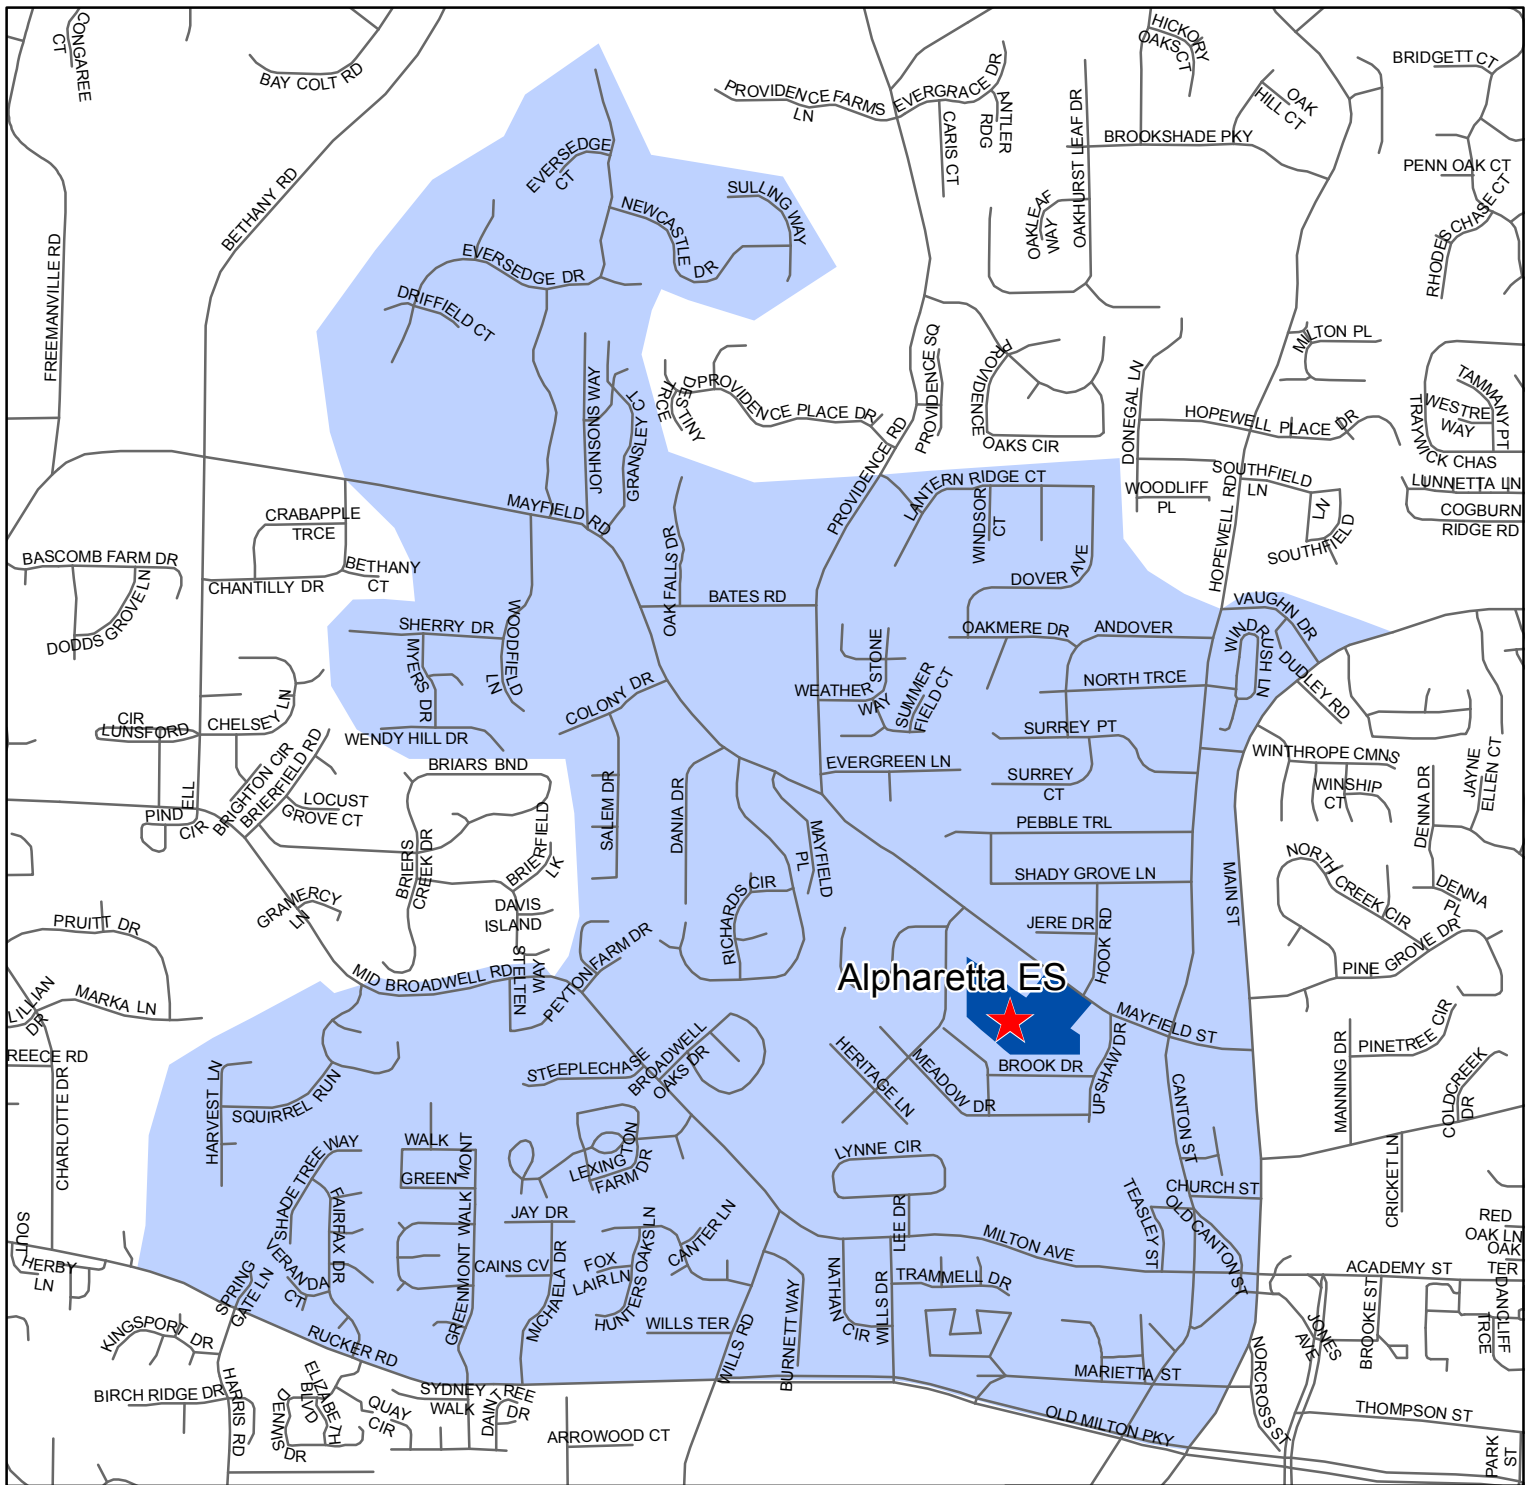 CONGAREE
CT
BAY COLT RD
BETHANY RD
FREEMANVILLE RD
PROVIDENCE FARMS
LN
EVERGRACE DR
ANTLER
RDG
CARIS CT
HICKORY
OAKS CT
OAK
HILL CT
BRIDGETT CT
BROOKSHADE PKY
OAKHURST LEAF DR
OAKLEAF
WAY
PENN OAK CT
RHODES CHASE CT
EVERSEDGE
CT
NEWCASTLE
DR
SULLING WAY
EVERSEDGE DR
DRIFFIELD CT
JOHNSONS WAY
GRANSLEY CT
DESTINY
TRCE
PROVIDENCE PLACE DR
PROVIDENCE SQ
PROVIDENCE
OAKS CIR
PROVIDENCE RD
DONEGAL LN
MILTON PL
HOPEWELL PLACE DR
TAMMANY PT
WESTRE
WAY
TRAYWICK CHAS
LUNNETTA LN
COGBURN
RIDGE RD
SOUTHFIELD
LN
WOODLIFF
PL
LN
SOUTHFIELD
HOPEWELL RD
LANTERN RIDGE CT
WINDSOR
CT
MAYFIELD RD
CRABAPPLE
TRCE
BETHANY
CT
CHANTILLY DR
BASCOMB FARM DR
DODDS GROVE LN
OAK FALLS DR
BATES RD
DOVER
AVE
VAUGHN DR
WINDRUSH LN
DUDLEY RD
SHERRY DR
MYERS DR
WOODFIELD
LN
WENDY HILL DR
COLONY DR
STONE
WEATHER
WAY
SUMMER
FIELD CT
OAKMERE DR
ANDOVER
NORTH TRCE
SURREY PT
SURREY
CT
EVERGREEN LN
CIR
LUNSFORD
CHELSEY LN
BRIGHTON CIR
BRIERFIELD RD
LOCUST
GROVE CT
PINDELL
CIR
BRIARS BND
BRIERS
CREEK DR
BRIERFIELD
LK
SALEM DR
DANIA DR
MAYFIELD
PL
PEBBLE TRL
SHADY GROVE LN
WINTHROPE CMNS
WINSHIP
CT
DENNA DR
JAYNE
ELLEN CT
MAIN ST
NORTH
CREEK CIR
DENNA
PL
PINE GROVE DR
GRAMERCY
LN
DAVIS
ISLAND
RICHARDS CIR
JERE DR
HOOK RD
PRUITT DR
MARKA LN
LILLIAN
DR
MID BROADWELL RD
STELTEN
WAY
PEYTON FARM DR
Alpharetta ES
MAYFIELD ST
REECE RD
CHARLOTTE DR
HARVEST LN
SQUIRREL RUN
STEEPLECHASE
BROADWELL
OAKS DR
HERITAGE LN
MEADOW DR
BROOK DR
UPSHAW DR
CANTON ST
MANNING DR
PINETREE CIR
COLDCREEK
DR
SHADE TREE WAY
WALK
GREEN
MONT
GREENMONT WALK
LEXINGTON
FARM DR
LYNNE CIR
CHURCH ST
TEASLEY ST
OLD CANTON ST
CRICKET LN
FAIRFAX DR
VERANDA
CT
JAY DR
CAINS CV
MICHAELA DR
FOX
LAIR LN
HUNTERS OAKS LN
CANTER LN
LEE DR
MILTON AVE
RED
OAK LN
OAK
TER
SOUT
HERBY
LN
SPRING
GATE LN
RUCKER RD
WILLS TER
WILLS RD
BURNETT WAY
NATHAN CIR
WILLS DR
TRAMMELL DR
ACADEMY ST
BROOKE ST
JONES
AVE
DANCLIFF
TRCE
KINGSPORT DR
BIRCH RIDGE DR
HARRIS RD
DENNIS
DR
ELIZABETH
BLVD
QUAY
CIR
SYDNEY
WALK
DAINTREE
DR
ARROWOOD CT
MARIETTA ST
OLD MILTON PKY
NORCROSS ST
THOMPSON ST
PARK
ST